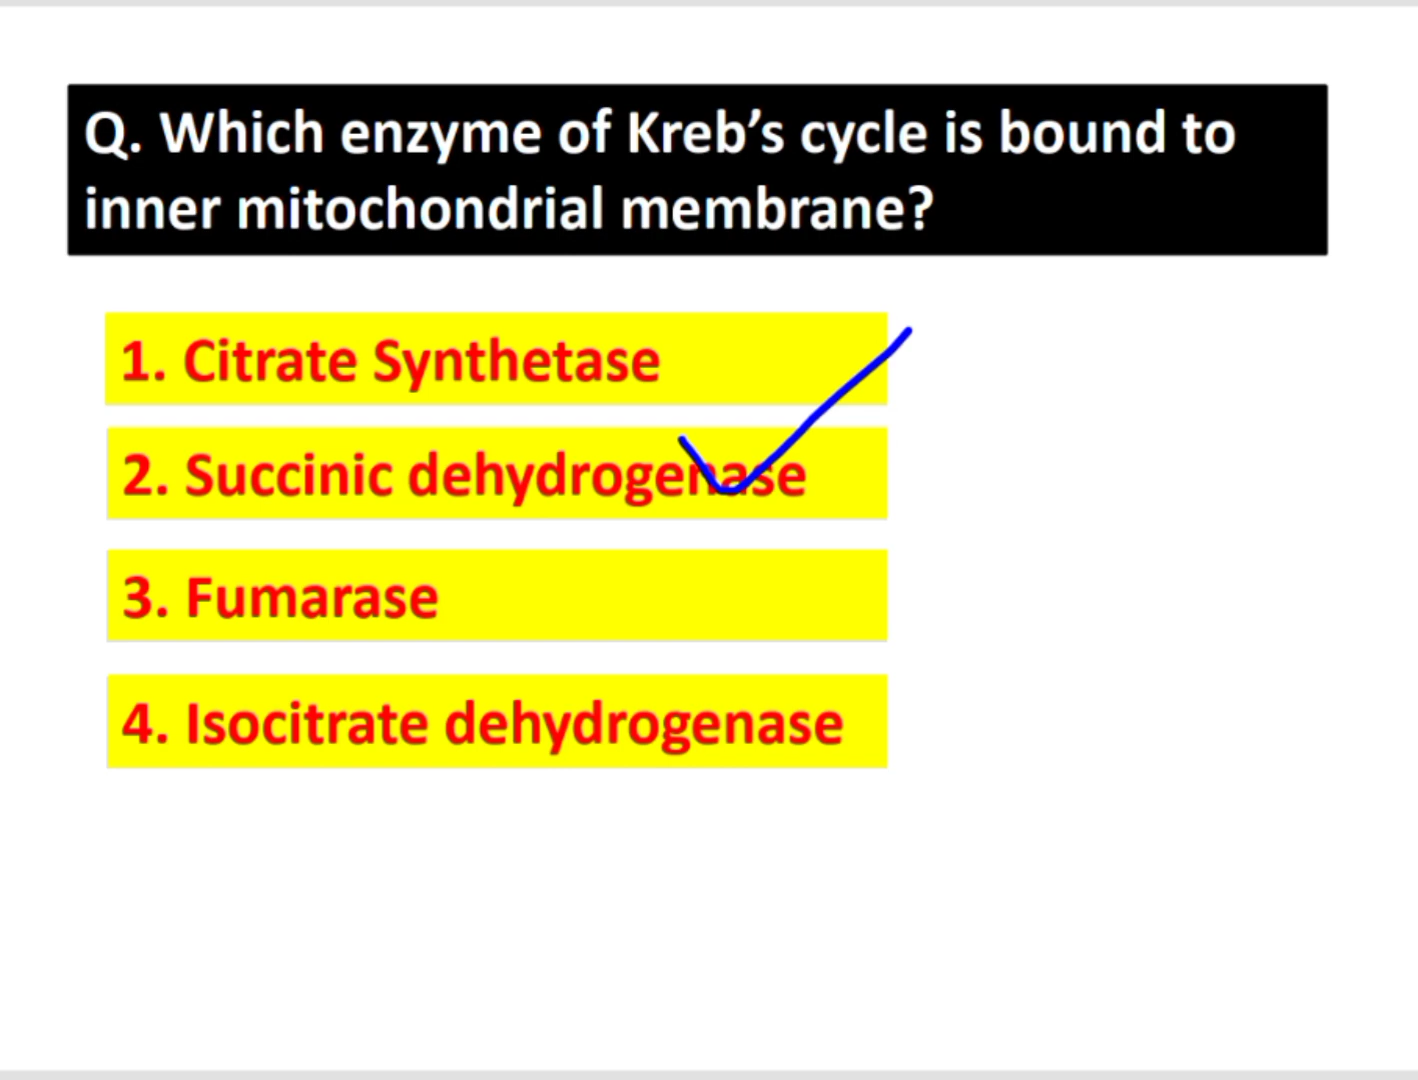 Q. Which enzyme of Kreb’s cycle is bound to
inner mitochondrial membrane?
1. Citrate Synthetase
2. Succinic dehydrogenase
3. Fumarase
4. Isocitrate dehydrogenase